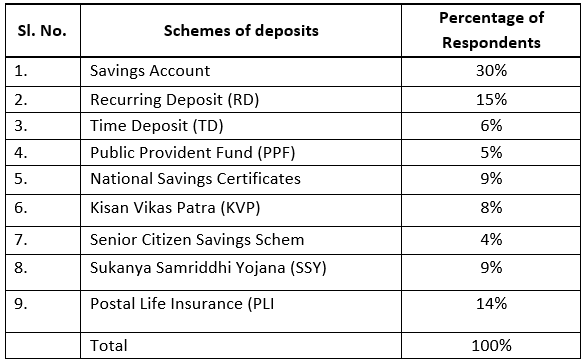 Sl. No. Schemes of deposits Percentage of
Respondents
1. Savings Account 30%
2. Recurring Deposit (RD) 15%
3. Time Deposit (TD) 6%
4. Public Provident Fund (PPF) 5%
5. National Savings Certificates 9%
6. Kisan Vikas Patra (KVP) 8%
7. Senior Citizen Savings Schem 4%
8. Sukanya Samriddhi Yojana (SSY) 9%
9. Postal Life Insurance (PLI 14%
Total 100%